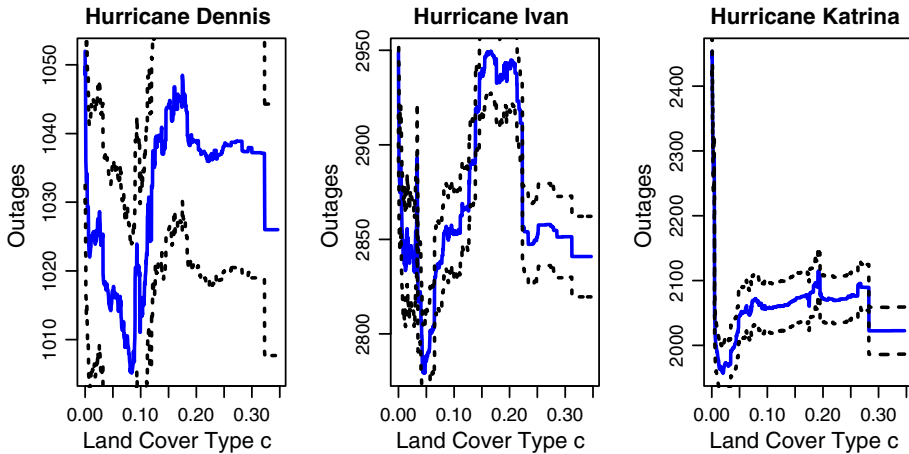 Hurricane Dennis
Outages
1010 1020 1030 1040 1050
0.00 0.10 0.20 0.30
Land Cover Type c
Hurricane Ivan
Outages
2800 2850 2900 2950
0.00 0.10 0.20 0.30
Land Cover Type c
Hurricane Katrina
Outages
2000 2100 2200 2300 2400
0.00 0.10 0.20 0.30
Land Cover Type c